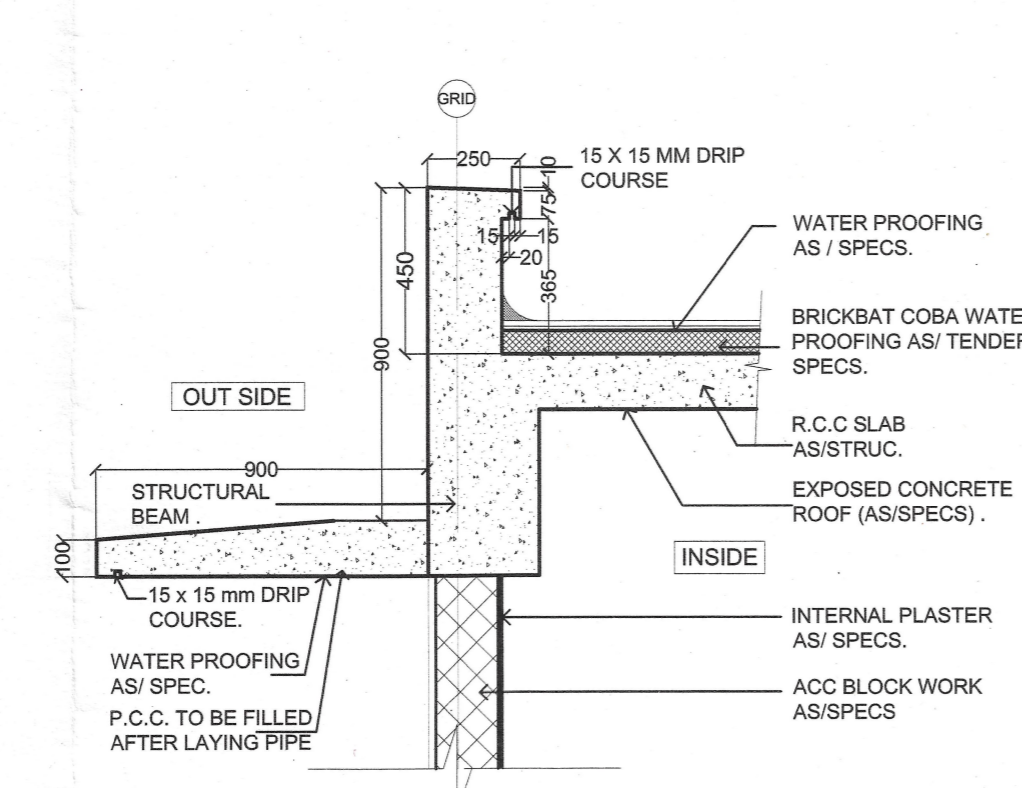 GRID
250
15 X 15 MM DRIP
COURSE
10
75
15
15
20
365
450
900
WATER PROOFING
AS / SPECS.
BRICKBAT COBA WATE
PROOFING AS/ TENDER
SPECS.
OUT SIDE
R.C.C SLAB
AS/STRUC.
900
STRUCTURAL
BEAM .
EXPOSED CONCRETE
ROOF (AS/SPECS) .
INSIDE
100
15 x 15 mm DRIP
COURSE.
INTERNAL PLASTER
AS/ SPECS.
WATER PROOFING
AS/ SPEC.
ACC BLOCK WORK
AS/SPECS
P.C.C. TO BE FILLED
AFTER LAYING PIPE